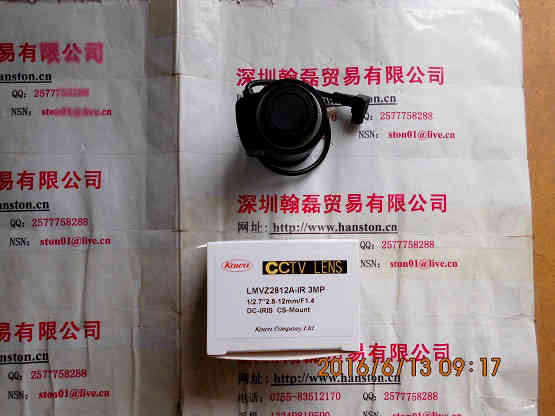 易有限公司
hanston.cn
QQ: 2577758288
NSN: ston01@live.cn
深圳翰磊贸易有限公司
QQ: 2577758288
NSN: ston01@live.cn
易有限公司
QQ: 2577758288
NSN: ston01@live.cn
深圳翰磊贸易有限公司
网址: http://www.hanston.cn
QQ: 2577758288
NSN: ston01@live.cn
Kowa CCTV LENS
LMVZ2812A-IR 3MP
1/2.7" 2.8-12mm/F1.4
DC-IRIS CS-Mount
Kowa Company Ltd.
易有限公司
hanston.cn
QQ: 2577758288
NSN: ston01@live.cn
贸易有限公司
网址: http://www.hanston.cn
电话: 0755-83512170
QQ: 2577758288
2016/6/13 09:17